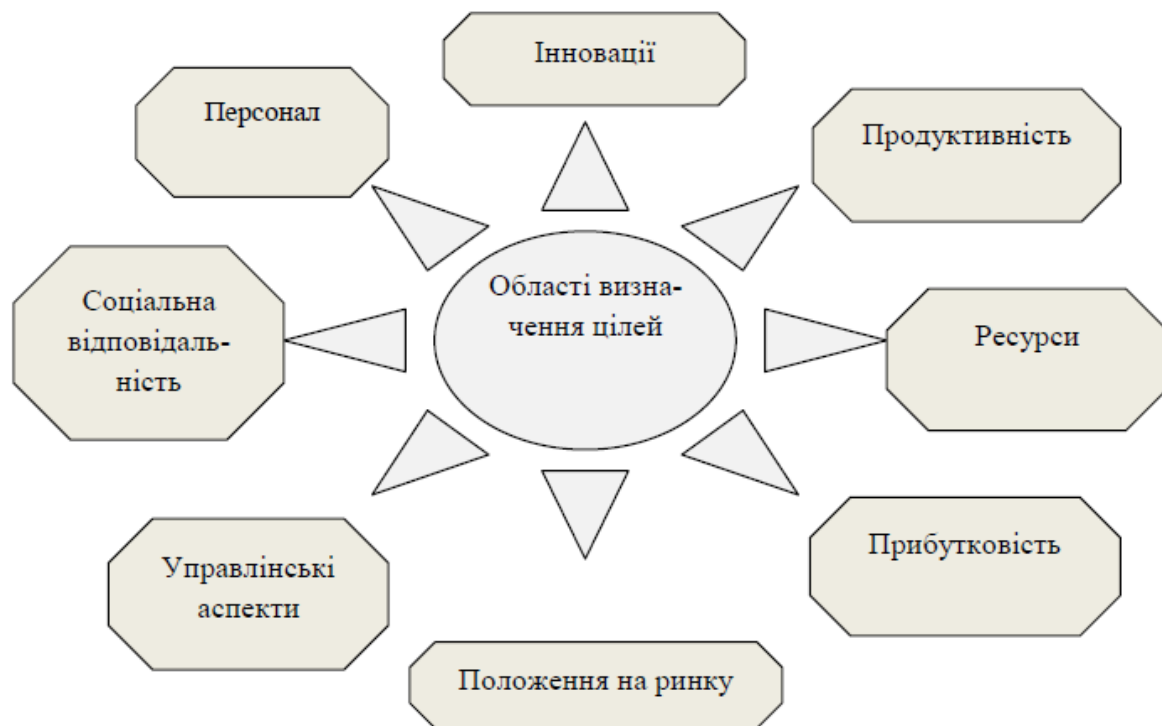 Інновації
Персонал
Продуктивність
Області визна-
чення цілей
Соціальна
відповідаль-
ність
Ресурси
Управлінські
аспекти
Прибутковість
Положення на ринку